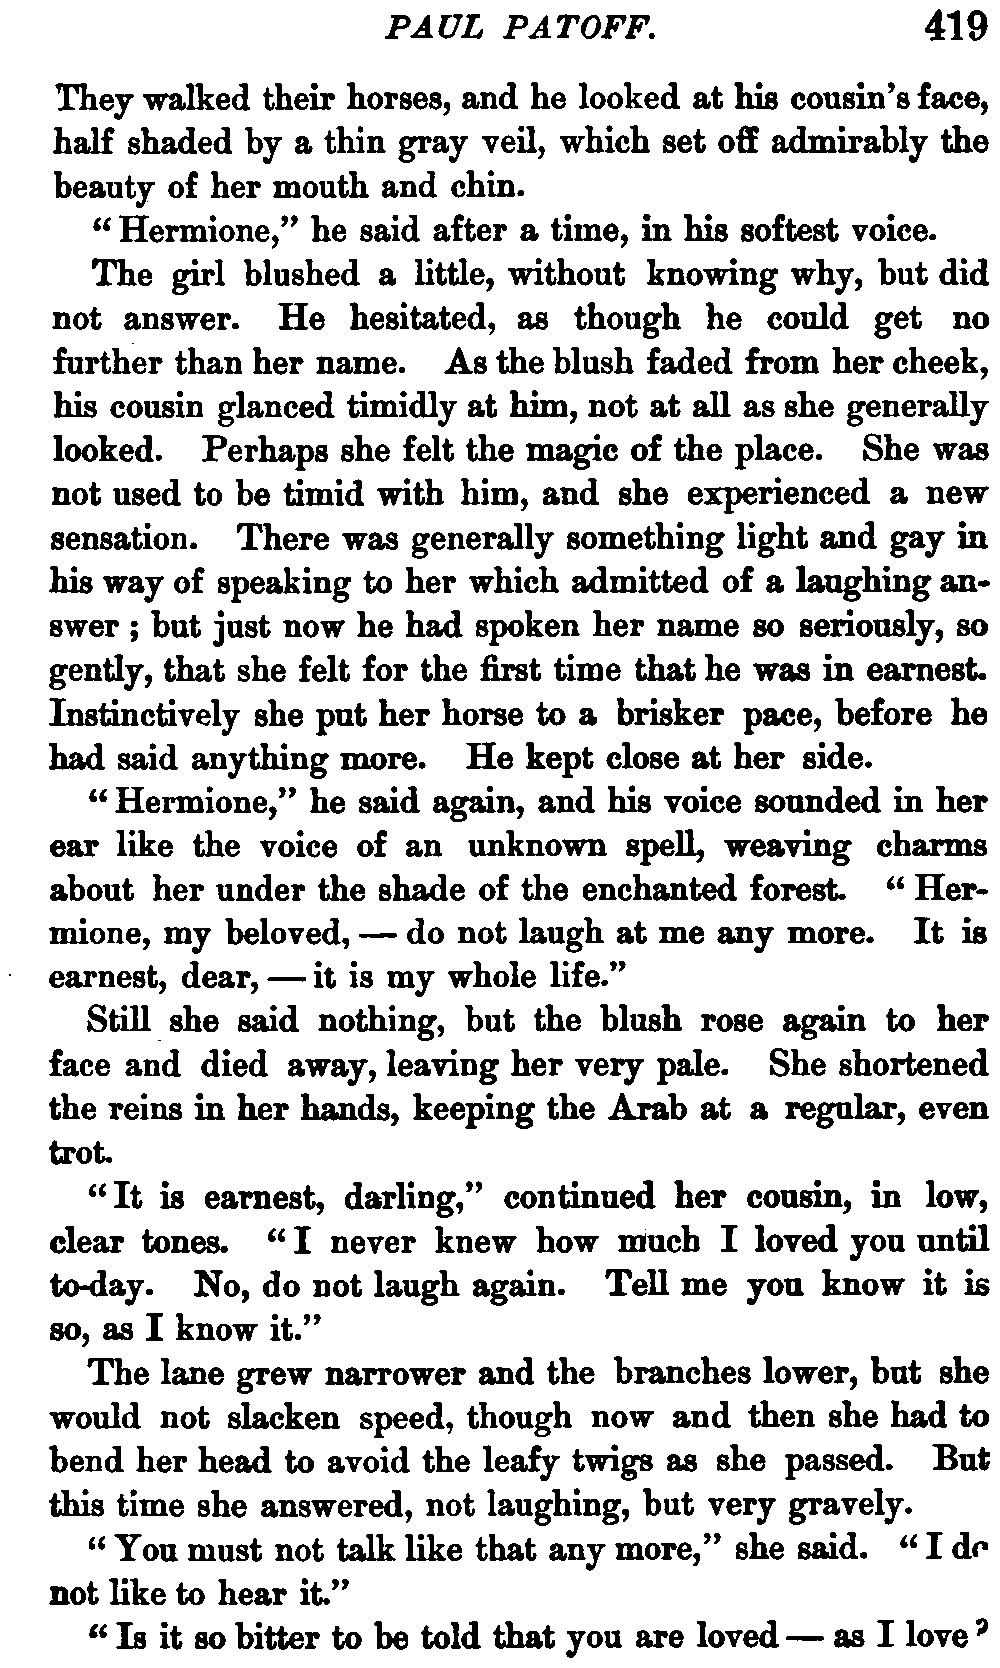 PAUL PATOFF. 419
They walked their horses, and he looked at his cousin's face,
half shaded by a thin gray veil, which set off admirably the
beauty of her mouth and chin.
"Hermione," he said after a time, in his softest voice.
The girl blushed a little, without knowing why, but did
not answer. He hesitated, as though he could get no
further than her name. As the blush faded from her cheek,
his cousin glanced timidly at him, not at all as she generally
looked. Perhaps she felt the magic of the place. She was
not used to be timid with him, and she experienced a new
sensation. There was generally something light and gay in
his way of speaking to her which admitted of a laughing an-
swer ; but just now he had spoken her name so seriously, so
gently, that she felt for the first time that he was in earnest.
Instinctively she put her horse to a brisker pace, before he
had said anything more. He kept close at her side.
"Hermione," he said again, and his voice sounded in her
ear like the voice of an unknown spell, weaving charms
about her under the shade of the enchanted forest. "Her-
mione, my beloved, — do not laugh at me any more. It is
earnest, dear, — it is my whole life."
Still she said nothing, but the blush rose again to her
face and died away, leaving her very pale. She shortened
the reins in her hands, keeping the Arab at a regular, even
trot.
"It is earnest, darling," continued her cousin, in low,
clear tones. "I never knew how much I loved you until
to-day. No, do not laugh again. Tell me you know it is
so, as I know it."
The lane grew narrower and the branches lower, but she
would not slacken speed, though now and then she had to
bend her head to avoid the leafy twigs as she passed. But
this time she answered, not laughing, but very gravely.
"You must not talk like that any more," she said. "I do
not like to hear it."
"Is it so bitter to be told that you are loved — as I love?